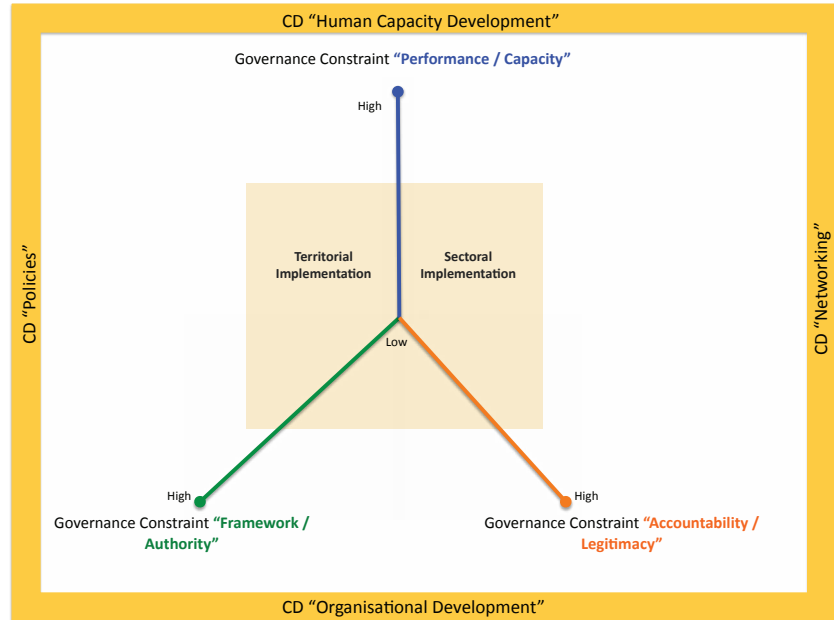 CD “Human Capacity Development”
Governance Constraint “Performance / Capacity”
High
Territorial
Implementation
Sectoral
Implementation
CD “Policies”
CD “Networking”
Low
High
High
Governance Constraint “Framework /
Authority”
Governance Constraint “Accountability /
Legitimacy”
CD “Organisational Development”